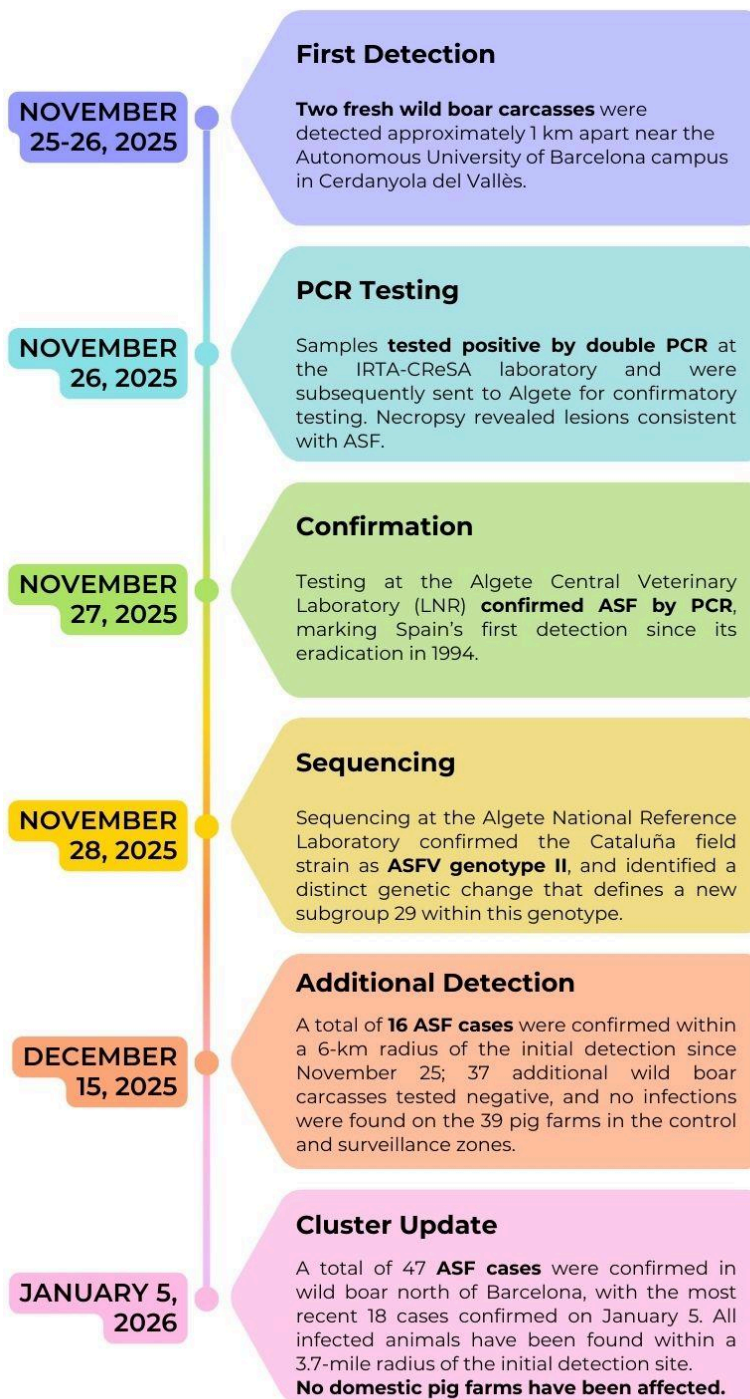 First Detection
NOVEMBER
25-26, 2025
Two fresh wild boar carcasses were
detected approximately 1 km apart near the
Autonomous University of Barcelona campus
in Cerdanyola del Vallès.
PCR Testing
NOVEMBER
26, 2025
Samples tested positive by double PCR at
the IRTA-CReSA laboratory and were
subsequently sent to Algete for confirmatory
testing. Necropsy revealed lesions consistent
with ASF.
Confirmation
NOVEMBER
27, 2025
Testing at the Algete Central Veterinary
Laboratory (LNR) confirmed ASF by PCR,
marking Spain's first detection since its
eradication in 1994.
Sequencing
NOVEMBER
28, 2025
Sequencing at the Algete National Reference
Laboratory confirmed the Cataluña field
strain as ASFV genotype II, and identified a
distinct genetic change that defines a new
subgroup 29 within this genotype.
Additional Detection
DECEMBER
15, 2025
A total of 16 ASF cases were confirmed within
a 6-km radius of the initial detection since
November 25; 37 additional wild boar
carcasses tested negative, and no infections
were found on the 39 pig farms in the control
and surveillance zones.
Cluster Update
JANUARY 5,
2026
A total of 47 ASF cases were confirmed in
wild boar north of Barcelona, with the most
recent 18 cases confirmed on January 5. All
infected animals have been found within a
3.7-mile radius of the initial detection site.
No domestic pig farms have been affected.